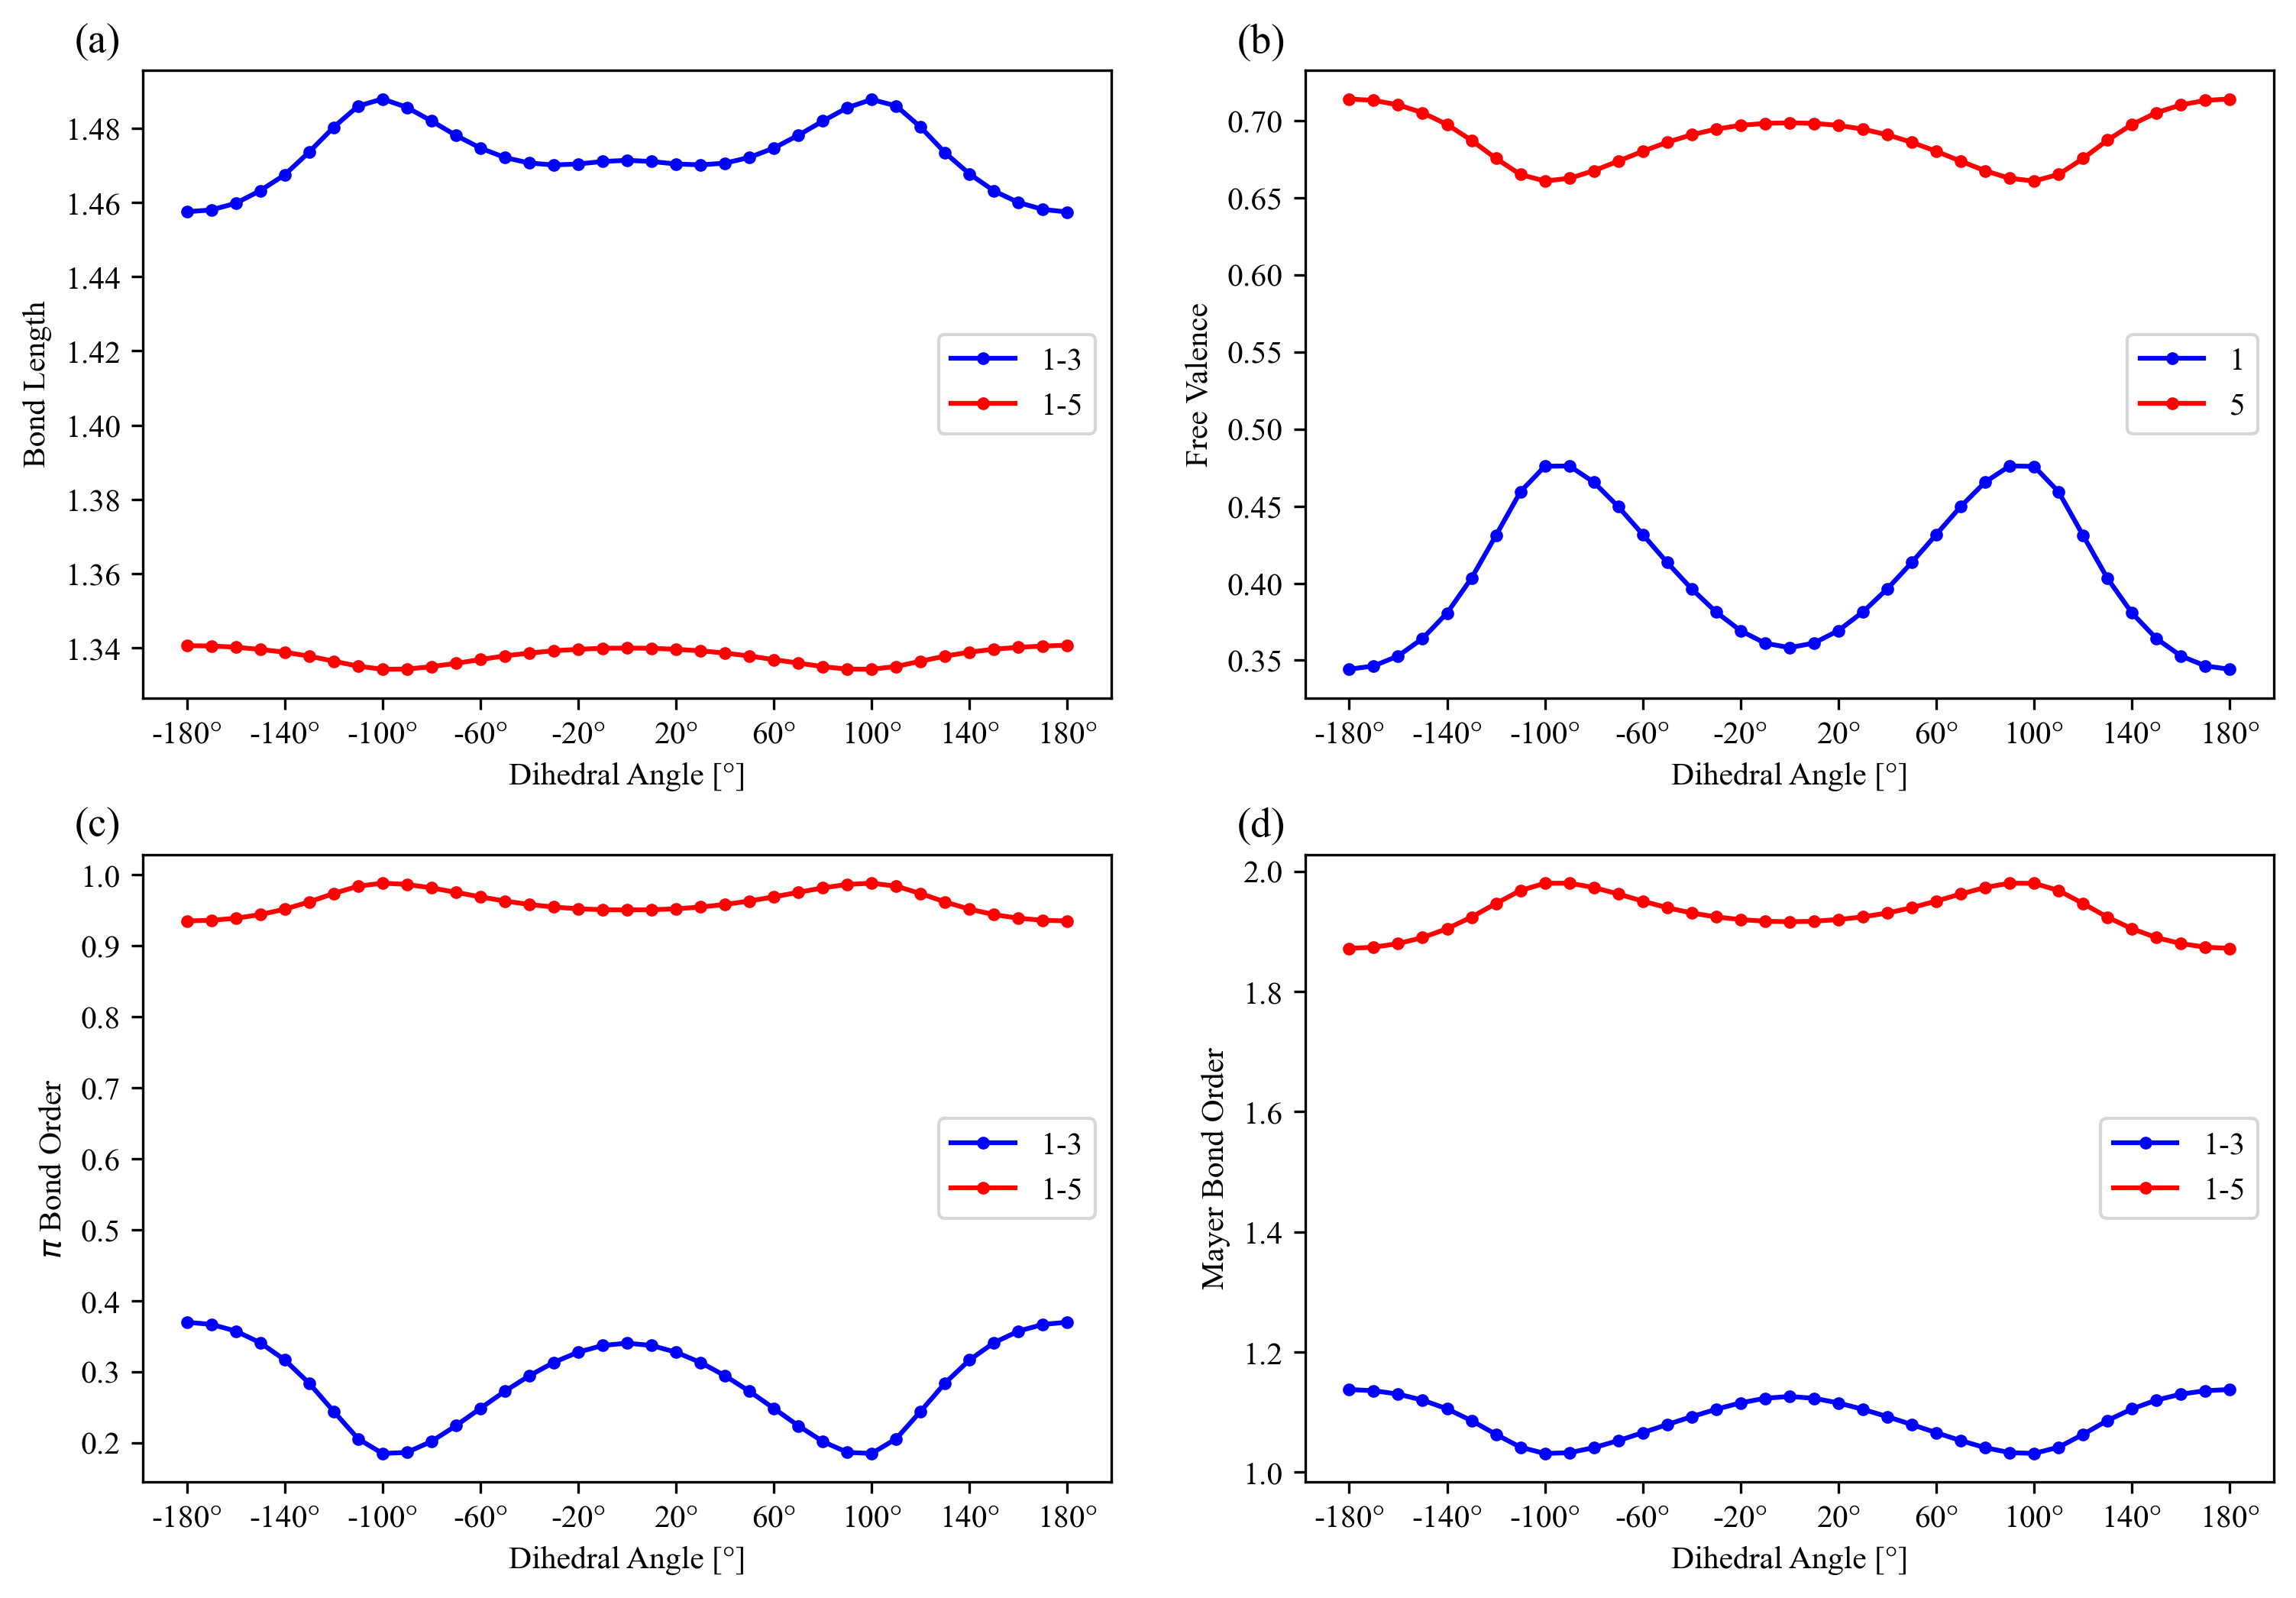 (a)
Bond Length
1.48
1.46
1.44
1.42
1.40
1.38
1.36
1.34
1-3
1-5
-180° -140° -100° -60° -20° 20° 60° 100° 140° 180°
Dihedral Angle [°]
(b)
Free Valence
0.70
0.65
0.60
0.55
0.50
0.45
0.40
0.35
1
5
-180° -140° -100° -60° -20° 20° 60° 100° 140° 180°
Dihedral Angle [°]
(c)
π Bond Order
1.0
0.9
0.8
0.7
0.6
0.5
0.4
0.3
0.2
1-3
1-5
-180° -140° -100° -60° -20° 20° 60° 100° 140° 180°
Dihedral Angle [°]
(d)
Mayer Bond Order
2.0
1.8
1.6
1.4
1.2
1.0
1-3
1-5
-180° -140° -100° -60° -20° 20° 60° 100° 140° 180°
Dihedral Angle [°]